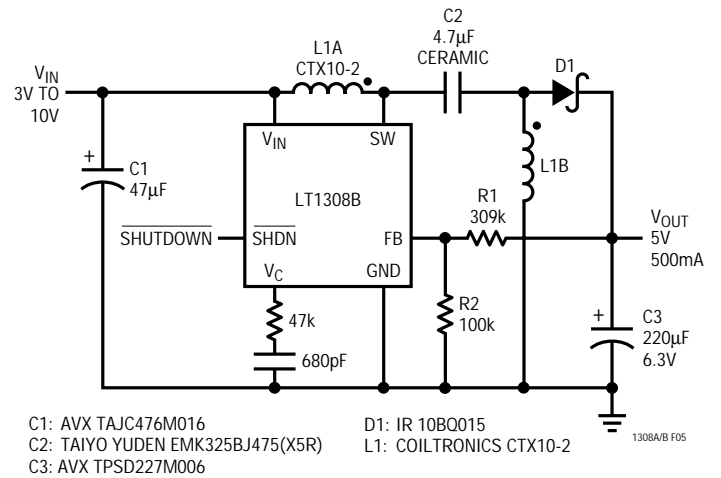 C2
4.7µF
CERAMIC
L1A
CTX10-2
D1
VIN
3V TO
10V
VIN
SW
L1B
+
C1
47µF
LT1308B
R1
309k
VOUT
5V
500mA
SHUTDOWN
SHDN
FB
VC
GND
R2
100k
+
C3
220µF
6.3V
47k
680pF
C1: AVX TAJC476M016
C2: TAIYO YUDEN EMK325BJ475(X5R)
C3: AVX TPSD227M006
D1: IR 10BQ015
L1: COILTRONICS CTX10-2
1308A/B F05